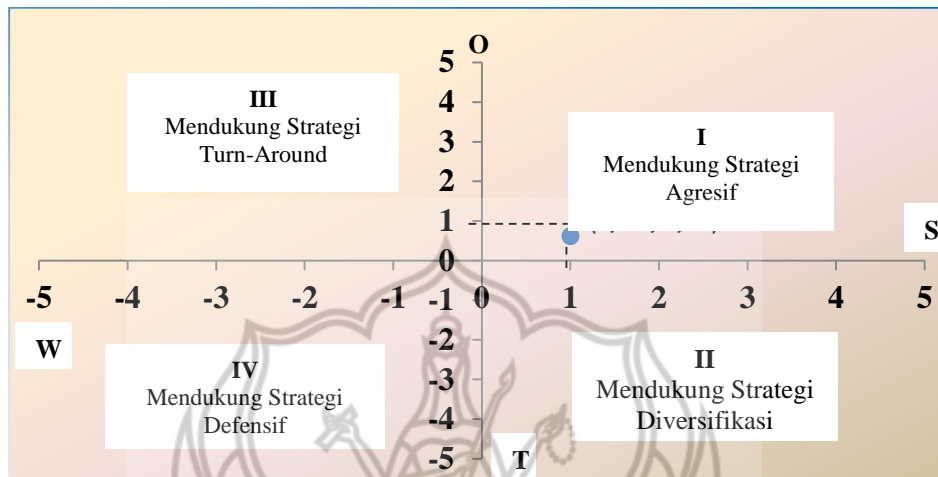 O
5
4
3
2
1
0
-1
-2
-3
-4
-5
III
Mendukung Strategi
Turn-Around
I
Mendukung Strategi
Agresif
S
-5 -4 -3 -2 -1 0 1 2 3 4 5
W
IV
Mendukung Strategi
Defensif
II
Mendukung Strategi
Diversifikasi
T